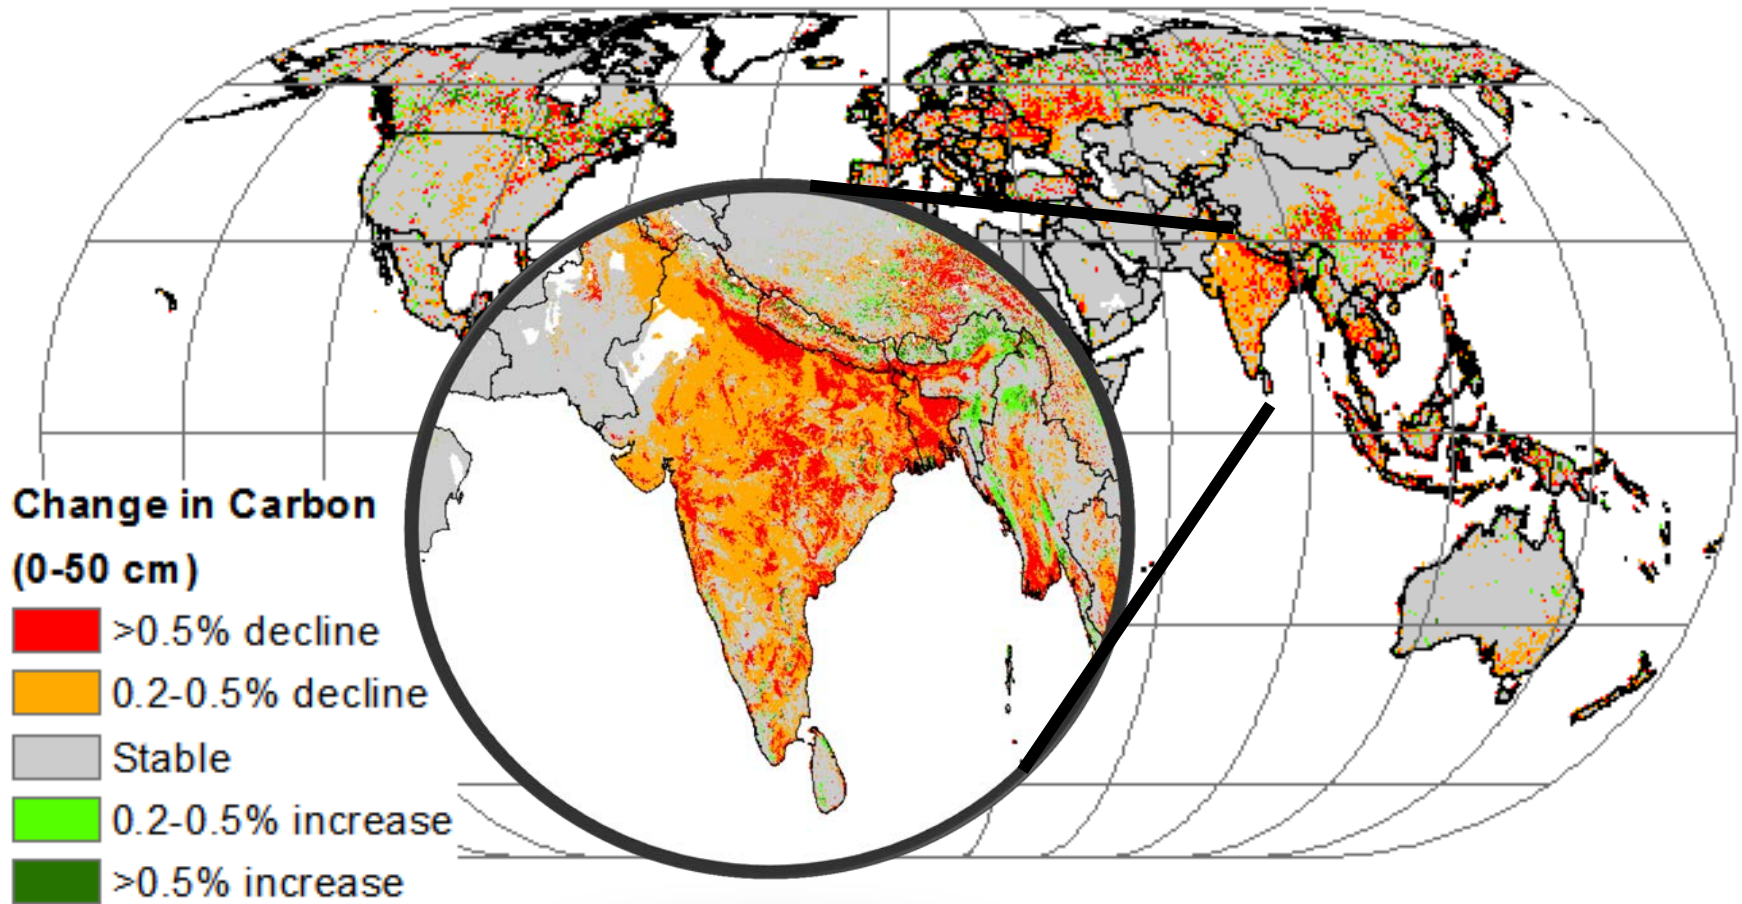 Change in Carbon
(0-50 cm)
>0.5% decline
0.2-0.5% decline
Stable
0.2-0.5% increase
>0.5% increase